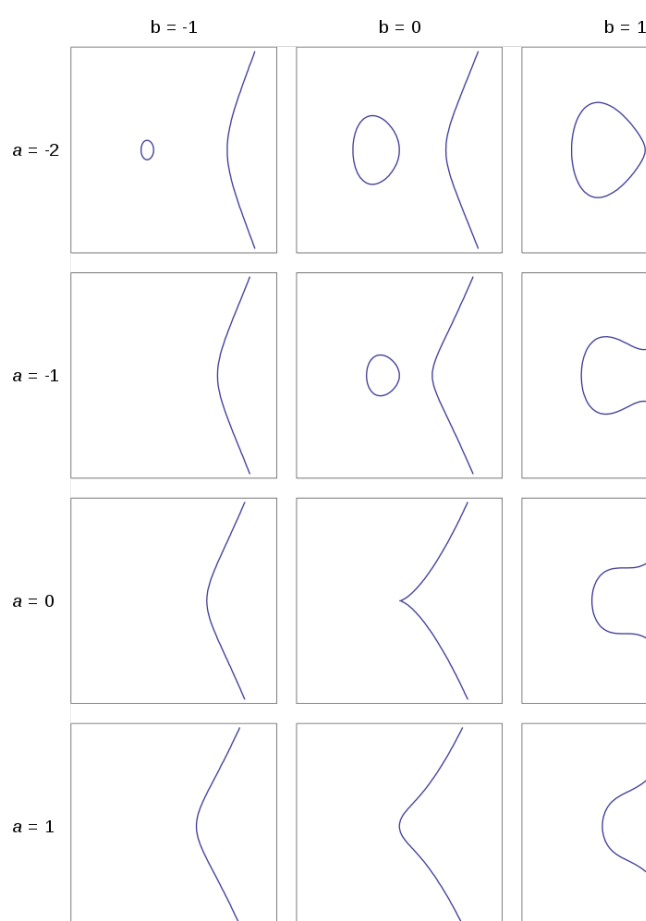 b = -1
b = 0
b = 1
a = -2
a = -1
a = 0
a = 1